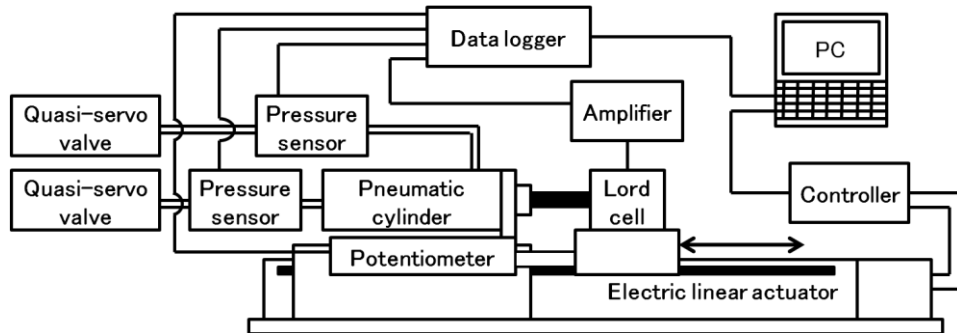 Data logger
PC
Quasi-servo
valve
Pressure
sensor
Amplifier
Quasi-servo
valve
Pressure
sensor
Pneumatic
cylinder
Lord
cell
Controller
Potentiometer
Electric linear actuator